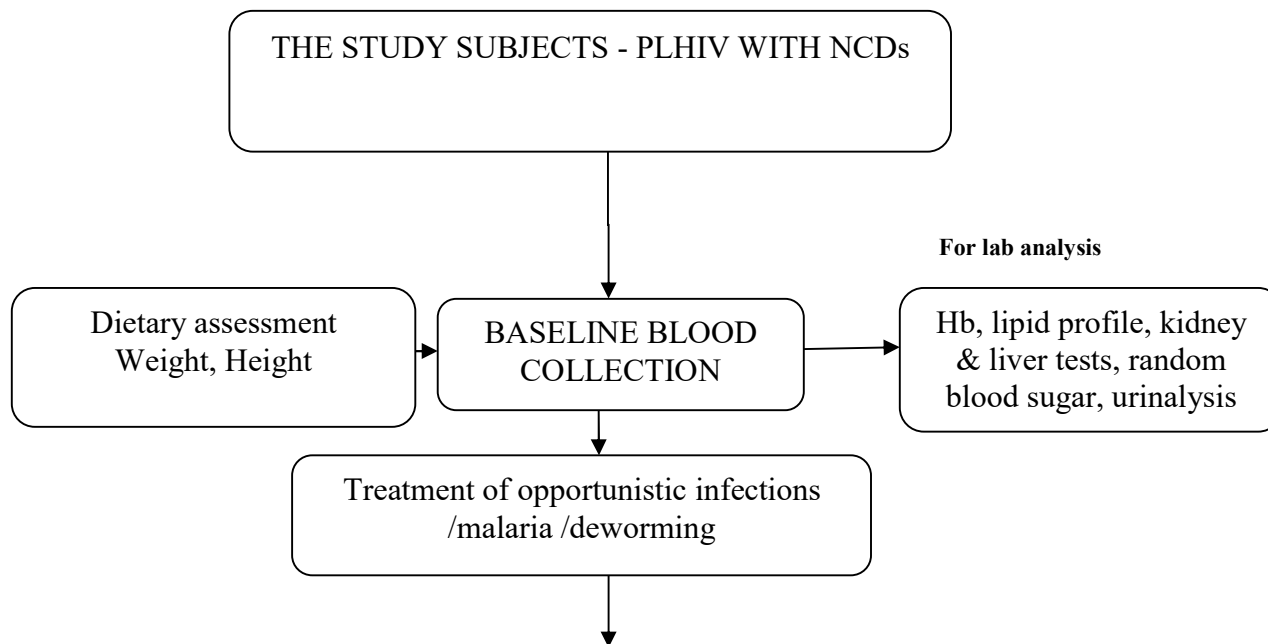 THE STUDY SUBJECTS - PLHIV WITH NCDs
For lab analysis
Dietary assessment
Weight, Height
BASELINE BLOOD
COLLECTION
Hb, lipid profile, kidney
& liver tests, random
blood sugar, urinalysis
Treatment of opportunistic infections
/malaria /deworming